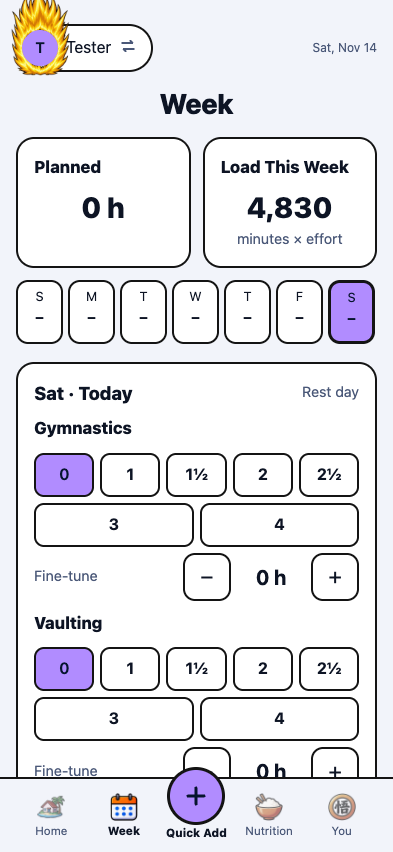 T Tester ⇌ Sat, Nov 14
Week
Planned Load This Week
0 h 4,830
minutes × effort
S M T W T F S
– – – – – – –
Sat · Today Rest day
Gymnastics
0 1 1½ 2 2½
3 4
Fine-tune − 0 h +
Vaulting
0 1 1½ 2 2½
3 4
Fine-tune 0 h +
+
悟
Home Week Quick Add Nutrition You